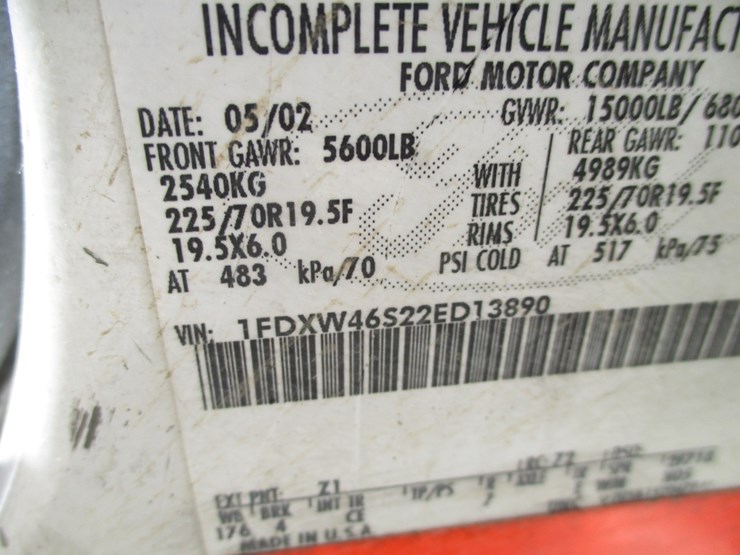 INCOMPLETE VEHICLE MANUFACT
FORD MOTOR COMPANY
DATE: 05/02 GVWR: 15000LB/ 680
FRONT GAWR: 5600LB REAR GAWR: 110
2540KG WITH 4989KG
225/70R19.5F TIRES 225/70R19.5F
19.5X6.0 RIMS 19.5X6.0
AT 483 kPa/70 PSI COLD AT 517 kPa/75
VIN: 1FDXW46S22ED13890
EXT PNT: Z1
WB BRK INT TR TP/PS
176 4 CE
MADE IN U.S.A.